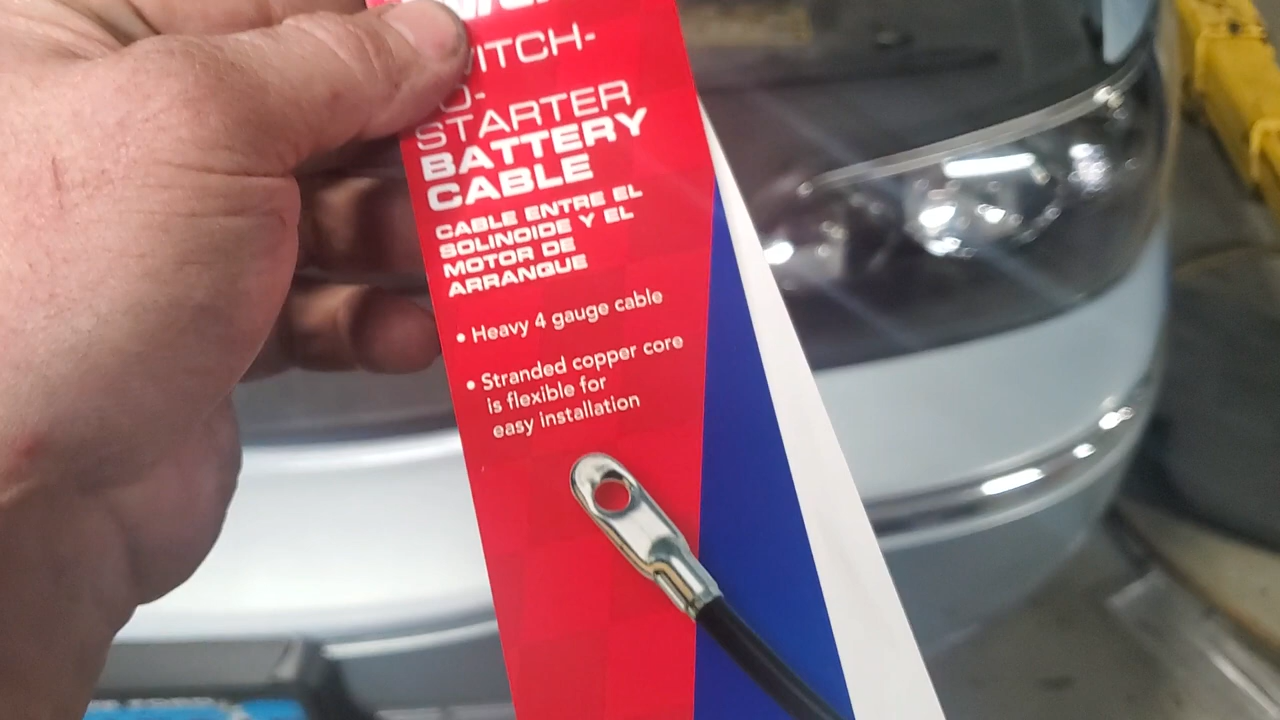 STARTER
BATTERY
CABLE
CABLE ENTRE EL
SOLINOIDE Y EL
MOTOR DE
ARRANQUE
• Heavy 4 gauge cable
• Stranded copper core
is flexible for
easy installation